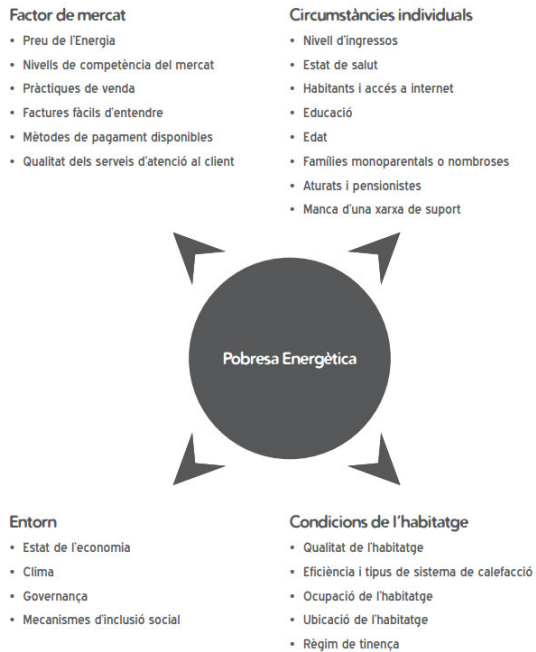 Factor de mercat
• Preu de l'Energia
• Nivells de competència del mercat
• Pràctiques de venda
• Factures fàcils d'entendre
• Mètodes de pagament disponibles
• Qualitat dels serveis d'atenció al client
Circumstàncies individuals
• Nivell d'ingressos
• Estat de salut
• Habitants i accés a internet
• Educació
• Edat
• Famílies monoparentals o nombroses
• Aturats i pensionistes
• Manca d'una xarxa de suport
Pobresa Energètica
Entorn
• Estat de l'economia
• Clima
• Governança
• Mecanismes d'inclusió social
Condicions de l'habitatge
• Qualitat de l'habitatge
• Eficiència i tipus de sistema de calefacció
• Ocupació de l'habitatge
• Ubicació de l'habitatge
• Règim de tinença